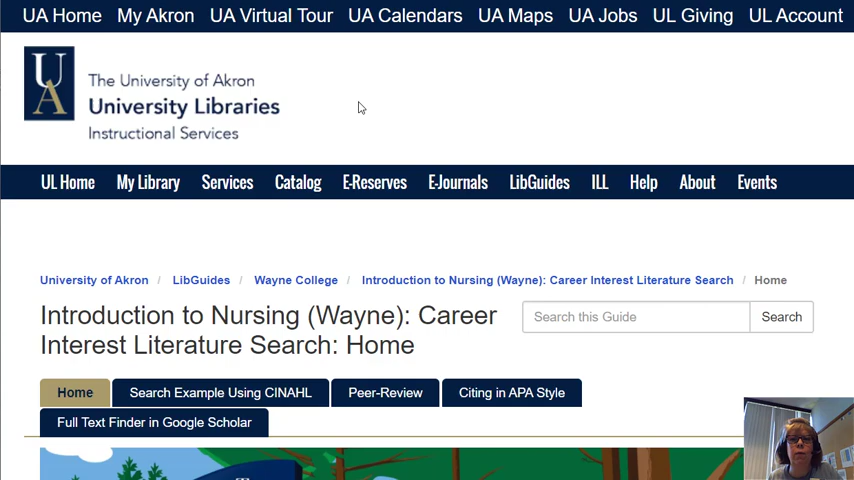 UA Home My Akron UA Virtual Tour UA Calendars UA Maps UA Jobs UL Giving UL Account
UA
The University of Akron
University Libraries
Instructional Services
UL Home My Library Services Catalog E-Reserves E-Journals LibGuides ILL Help About Events
University of Akron / LibGuides / Wayne College / Introduction to Nursing (Wayne): Career Interest Literature Search / Home
Introduction to Nursing (Wayne): Career
Interest Literature Search: Home
Search this Guide Search
Home Search Example Using CINAHL Peer-Review Citing in APA Style
Full Text Finder in Google Scholar